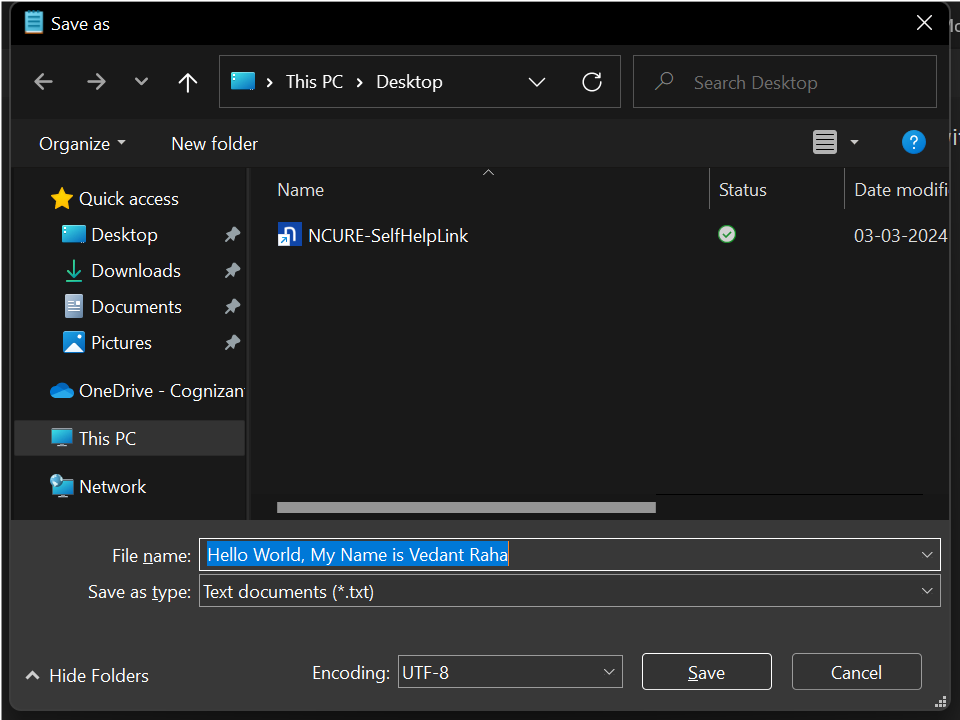 Save as
This PC > Desktop
Search Desktop
Organize
New folder
Name
Status
Date modifi
Quick access
Desktop
Downloads
Documents
Pictures
OneDrive - Cognizan
This PC
Network
NCURE-SelfHelpLink
03-03-2024
File name: Hello World, My Name is Vedant Raha
Save as type: Text documents (*.txt)
Hide Folders
Encoding: UTF-8
Save
Cancel